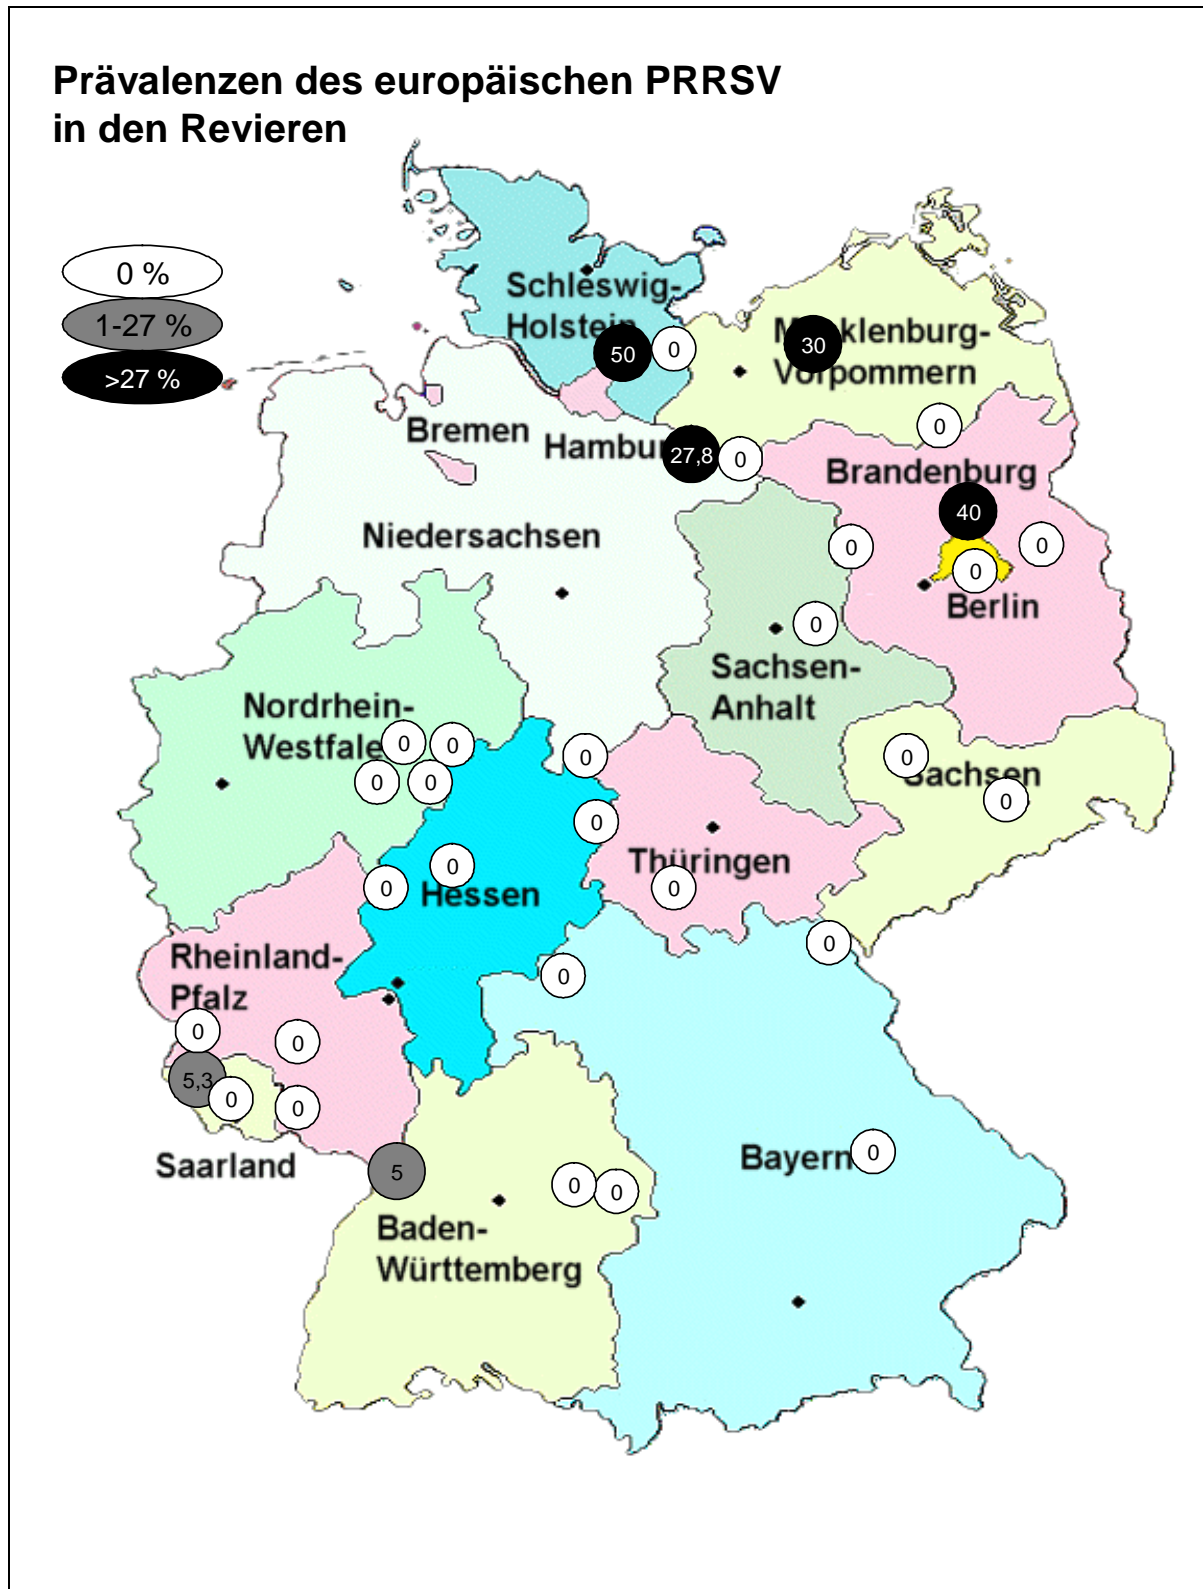 Prävalenzen des europäischen PRRSV
in den Revieren
0 %
1-27 %
>27 %
Schleswig-
Holstein
50
0
Mecklenburg-
30
Vorpommern
0
Bremen
Hamburg
27,8
0
Brandenburg
40
0
0
0
Niedersachsen
Berlin
0
Sachsen-
Anhalt
Nordrhein-
Westfalen
0
0
0
0
0
0
Sachsen
0
0
Thüringen
0
0
Hessen
0
0
0
Rheinland-
Pfalz
0
0
5,3
0
0
Saarland
5
0
0
Bayern
0
Baden-
Württemberg